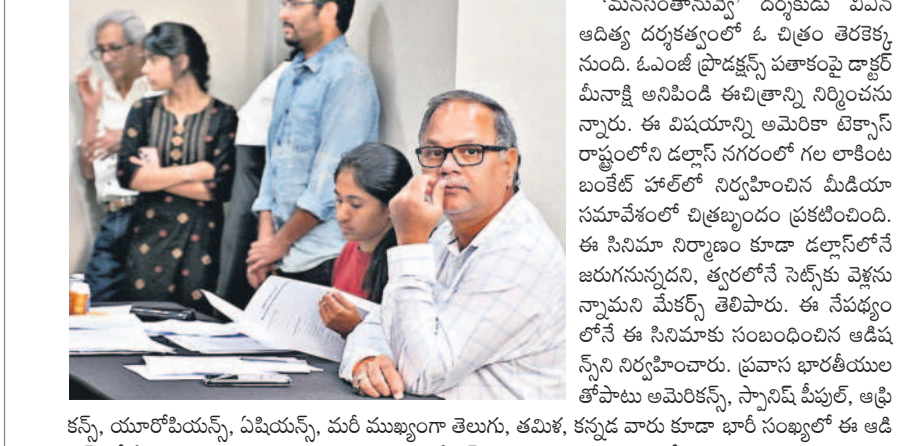 'మనసంతానువ్వే' దర్శకుడు వీఎన్
ఆదిత్య దర్శకత్వంలో ఓ చిత్రం తెరకెక్క
నుంది. ఓఎంజీ ప్రొడక్షన్స్ పతాకంపై డాక్టర్
మీనాక్షి అనిపిండి ఈచిత్రాన్ని నిర్మించను
న్నారు. ఈ విషయాన్ని అమెరికా టెక్సాస్
రాష్ట్రంలోని డల్లాస్ నగరంలో గల లాకింట
బంకేట్ హాల్‌లో నిర్వహించిన మీడియా
సమావేశంలో చిత్రబృందం ప్రకటించింది.
ఈ సినిమా నిర్మాణం కూడా డల్లాస్‌లోనే
జరుగనున్నదని, త్వరలోనే సెట్స్‌కు వెళ్లను
న్నామని మేకర్స్ తెలిపారు. ఈ నేపథ్యం
లోనే ఈ సినిమాకు సంబంధించిన ఆడిష
న్స్‌ని నిర్వహించారు. ప్రవాస భారతీయుల
తోపాటు అమెరికన్స్, స్పానిష్ పీపుల్, ఆఫ్రి
కన్స్, యూరోపియన్స్, ఏషియన్స్, మరీ ముఖ్యంగా తెలుగు, తమిళ, కన్నడ వారు కూడా భారీ సంఖ్యలో ఈ ఆడి